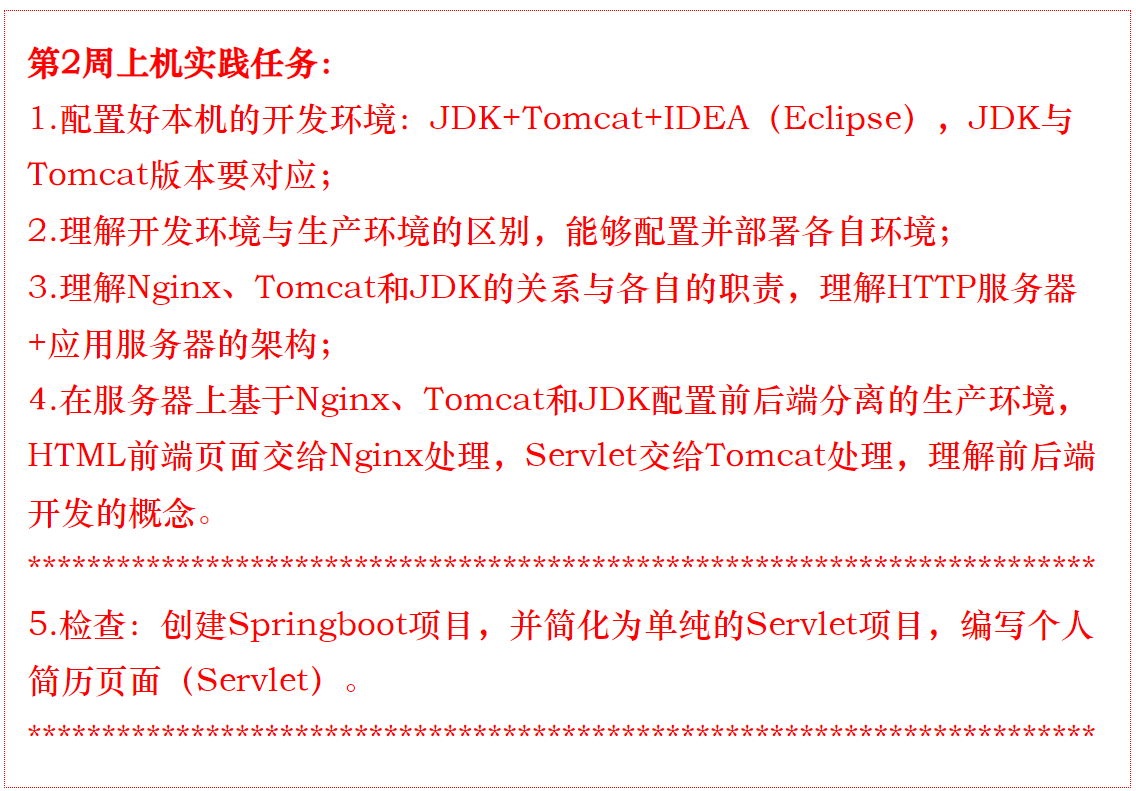 第2周上机实践任务：
1.配置好本机的开发环境：JDK+Tomcat+IDEA（Eclipse），JDK与
Tomcat版本要对应；
2.理解开发环境与生产环境的区别，能够配置并部署各自环境；
3.理解Nginx、Tomcat和JDK的关系与各自的职责，理解HTTP服务器
+应用服务器的架构；
4.在服务器上基于Nginx、Tomcat和JDK配置前后端分离的生产环境，
HTML前端页面交给Nginx处理，Servlet交给Tomcat处理，理解前后端
开发的概念。
************************************************************************
5.检查：创建Springboot项目，并简化为单纯的Servlet项目，编写个人
简历页面（Servlet）。
************************************************************************